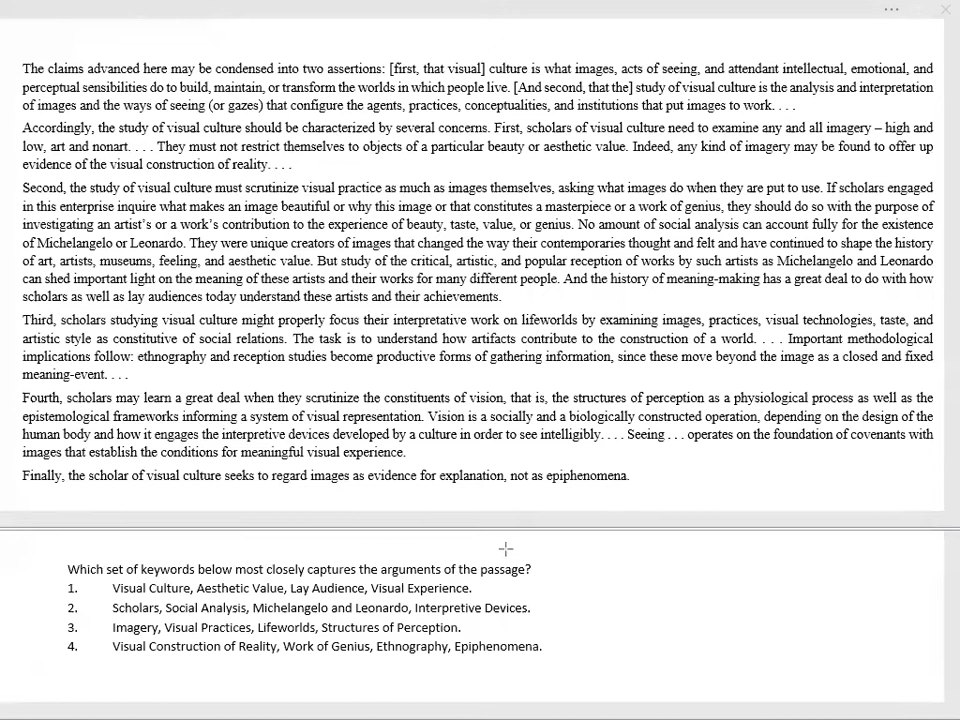 The claims advanced here may be condensed into two assertions: [first, that visual] culture is what images, acts of seeing, and attendant intellectual, emotional, and
perceptual sensibilities do to build, maintain, or transform the worlds in which people live. [And second, that the] study of visual culture is the analysis and interpretation
of images and the ways of seeing (or gazes) that configure the agents, practices, conceptualities, and institutions that put images to work. . . .
Accordingly, the study of visual culture should be characterized by several concerns. First, scholars of visual culture need to examine any and all imagery – high and
low, art and nonart. . . . They must not restrict themselves to objects of a particular beauty or aesthetic value. Indeed, any kind of imagery may be found to offer up
evidence of the visual construction of reality. . . .
Second, the study of visual culture must scrutinize visual practice as much as images themselves, asking what images do when they are put to use. If scholars engaged
in this enterprise inquire what makes an image beautiful or why this image or that constitutes a masterpiece or a work of genius, they should do so with the purpose of
investigating an artist's or a work's contribution to the experience of beauty, taste, value, or genius. No amount of social analysis can account fully for the existence
of Michelangelo or Leonardo. They were unique creators of images that changed the way their contemporaries thought and felt and have continued to shape the history
of art, artists, museums, feeling, and aesthetic value. But study of the critical, artistic, and popular reception of works by such artists as Michelangelo and Leonardo
can shed important light on the meaning of these artists and their works for many different people. And the history of meaning-making has a great deal to do with how
scholars as well as lay audiences today understand these artists and their achievements.
Third, scholars studying visual culture might properly focus their interpretative work on lifeworlds by examining images, practices, visual technologies, taste, and
artistic style as constitutive of social relations. The task is to understand how artifacts contribute to the construction of a world. . . . Important methodological
implications follow: ethnography and reception studies become productive forms of gathering information, since these move beyond the image as a closed and fixed
meaning-event. . . .
Fourth, scholars may learn a great deal when they scrutinize the constituents of vision, that is, the structures of perception as a physiological process as well as the
epistemological frameworks informing a system of visual representation. Vision is a socially and a biologically constructed operation, depending on the design of the
human body and how it engages the interpretive devices developed by a culture in order to see intelligibly. . . . Seeing . . . operates on the foundation of covenants with
images that establish the conditions for meaningful visual experience.
Finally, the scholar of visual culture seeks to regard images as evidence for explanation, not as epiphenomena.
Which set of keywords below most closely captures the arguments of the passage?
1. Visual Culture, Aesthetic Value, Lay Audience, Visual Experience.
2. Scholars, Social Analysis, Michelangelo and Leonardo, Interpretive Devices.
3. Imagery, Visual Practices, Lifeworlds, Structures of Perception.
4. Visual Construction of Reality, Work of Genius, Ethnography, Epiphenomena.